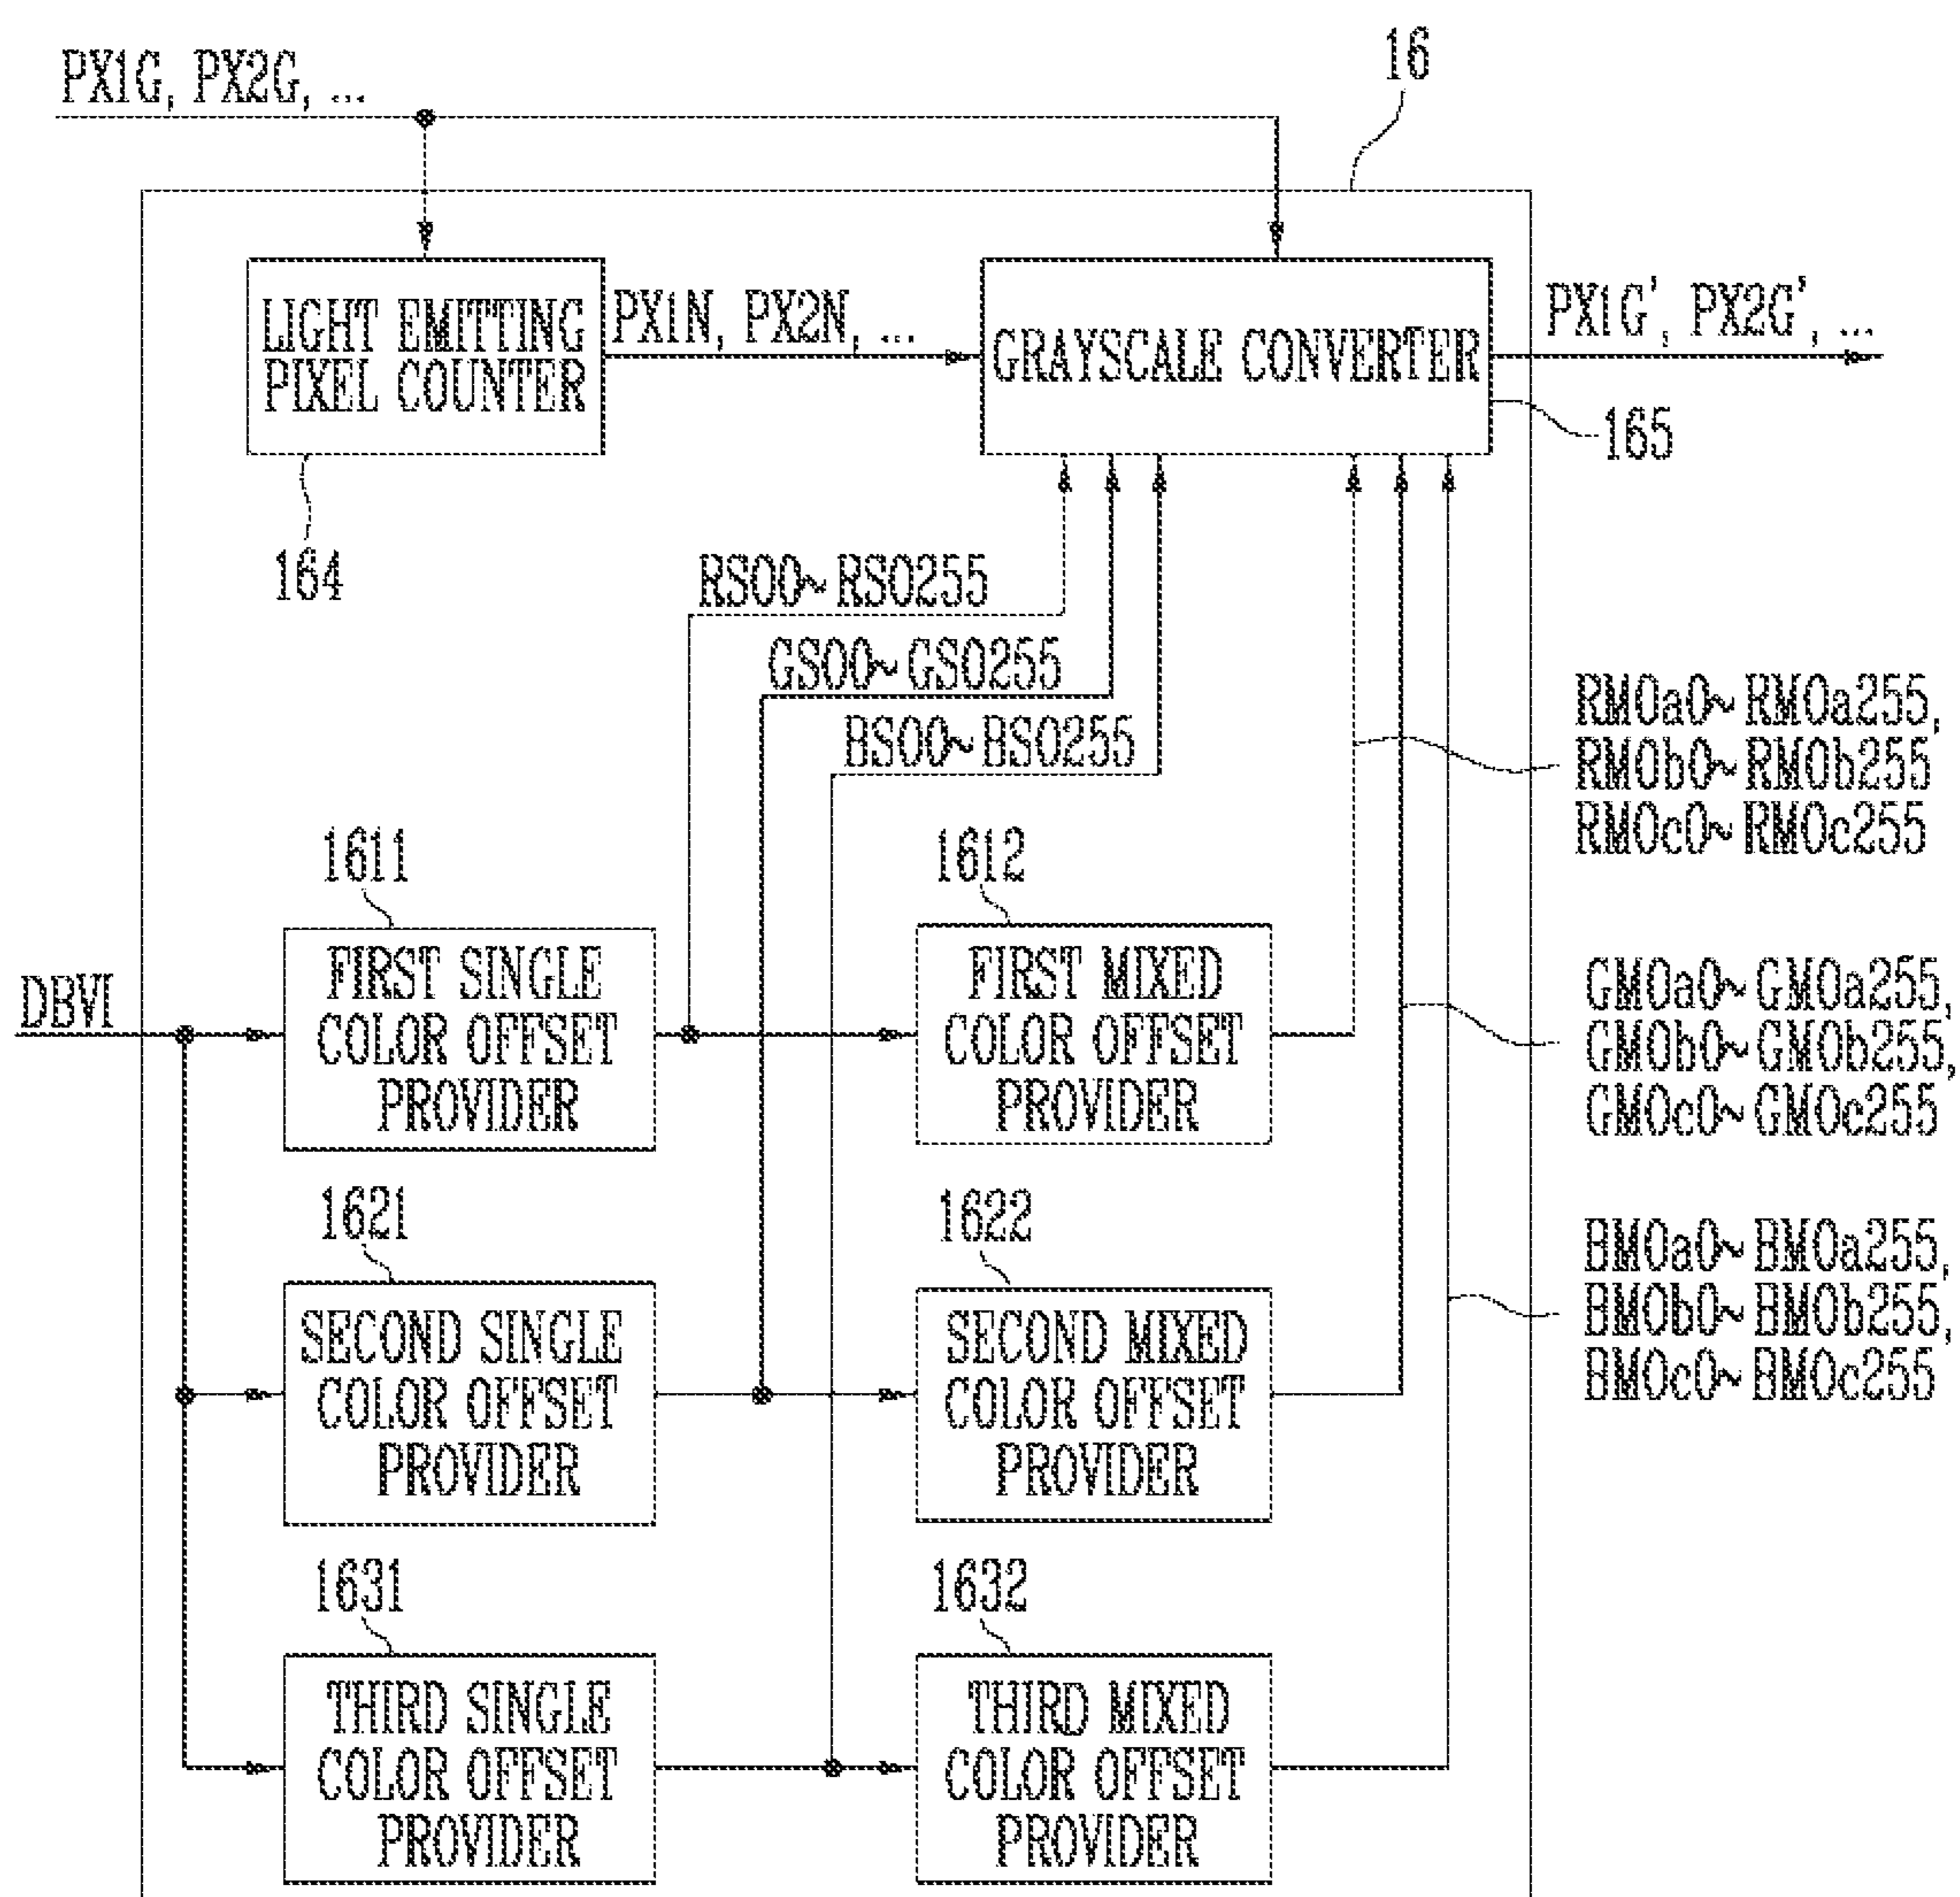 16
PX1G, PX2G, ...
LIGHT EMITTING
PIXEL COUNTER
PX1N, PX2N, ...
GRAYSCALE CONVERTER
PX1G', PX2G', ...
165
164
RSO0~RSO255
GSO0~GSO255
BSO0~BSO255
RMOa0~RMOa255,
RMOb0~RMOb255
RMOc0~RMOc255
1611
1612
DBVI
FIRST SINGLE
COLOR OFFSET
PROVIDER
FIRST MIXED
COLOR OFFSET
PROVIDER
GMOa0~GMOa255,
GMOb0~GMOb255,
GMOc0~GMOc255
1621
1622
SECOND SINGLE
COLOR OFFSET
PROVIDER
SECOND MIXED
COLOR OFFSET
PROVIDER
BMOa0~BMOa255,
BMOb0~BMOb255,
BMOc0~BMOc255
1631
1632
THIRD SINGLE
COLOR OFFSET
PROVIDER
THIRD MIXED
COLOR OFFSET
PROVIDER